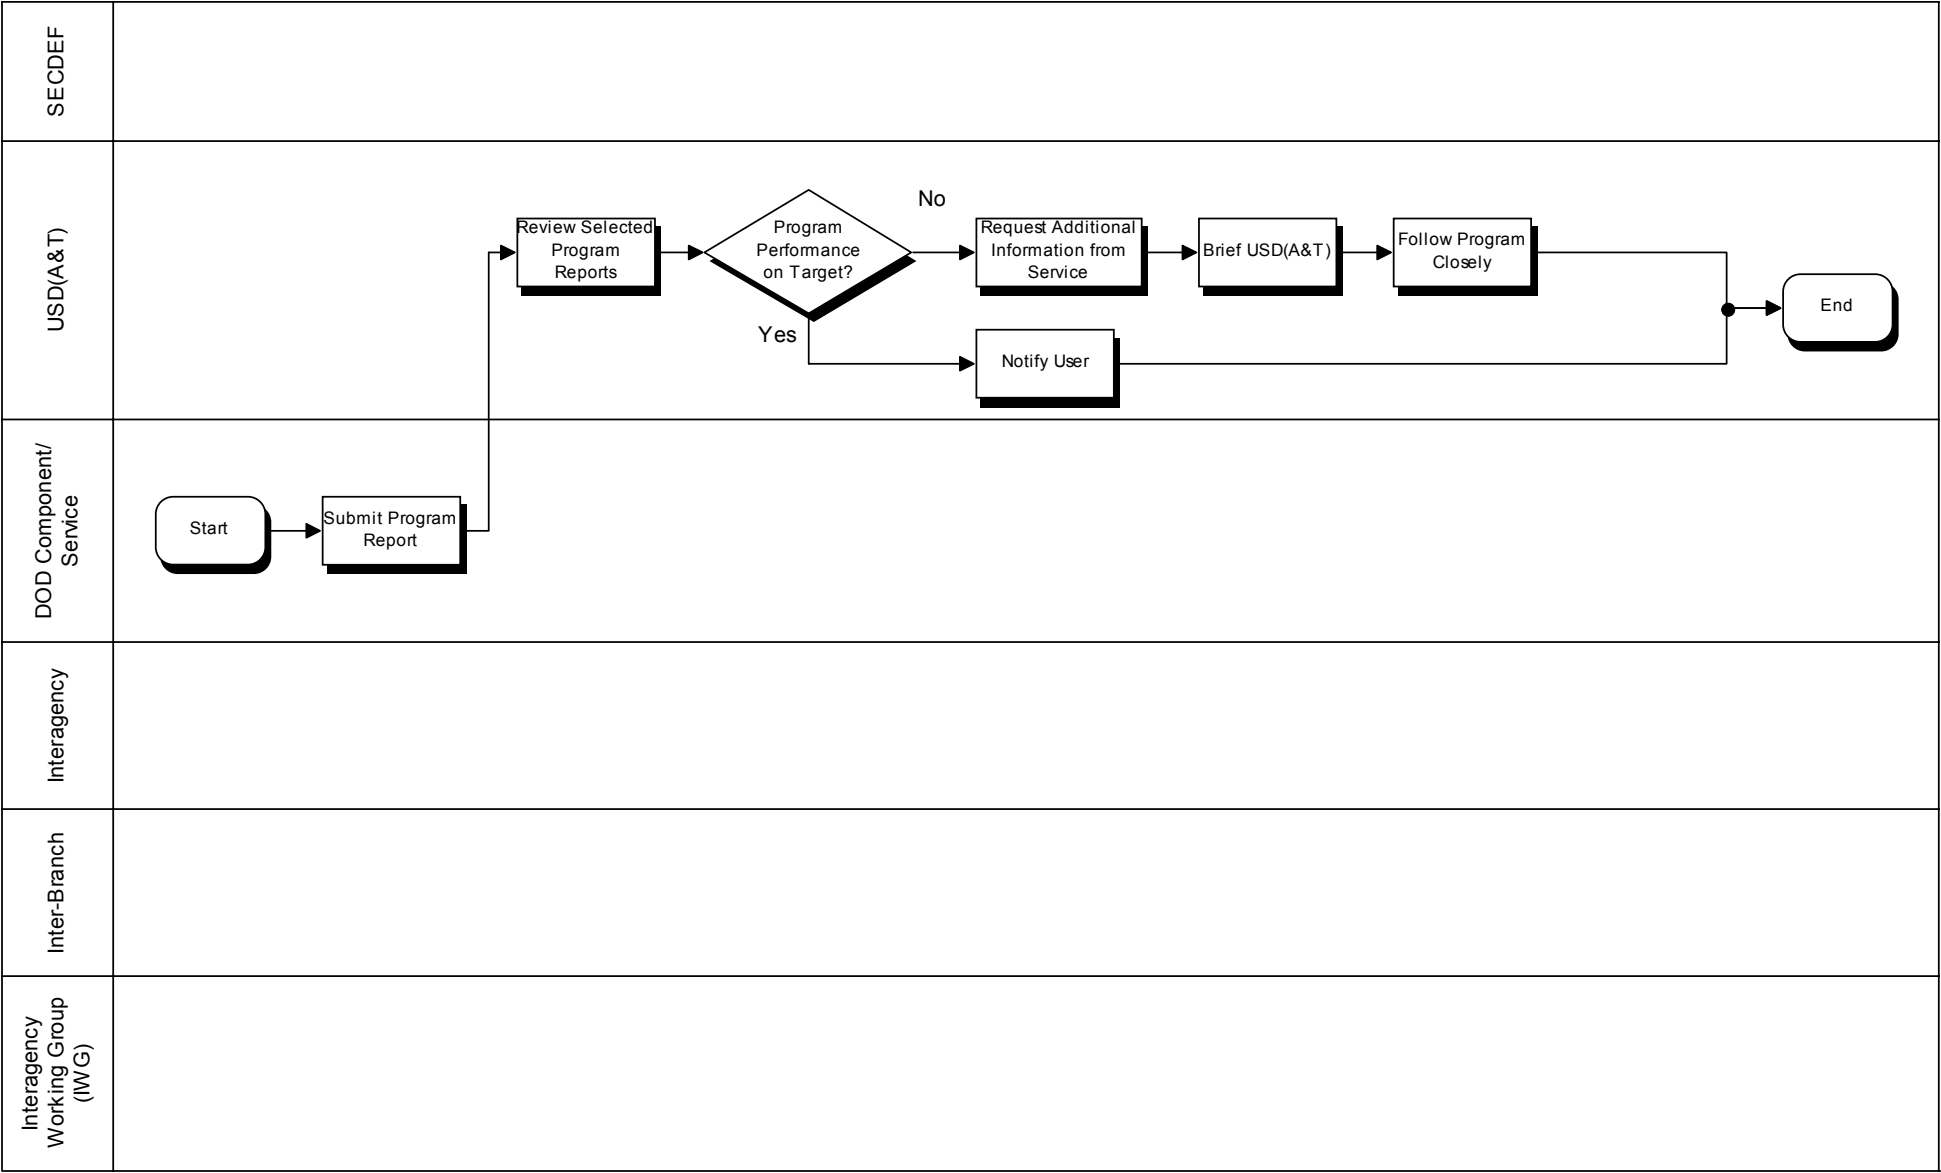 SECDEF
USD(A&T)
No
Review Selected
Program
Reports
Program
Performance
on Target?
Request Additional
Information from
Service
Brief USD(A&T)
Follow Program
Closely
End
Yes
Notify User
DOD Component/
Service
Start
Submit Program
Report
Interagency
Inter-Branch
Interagency
Working Group
(IWG)